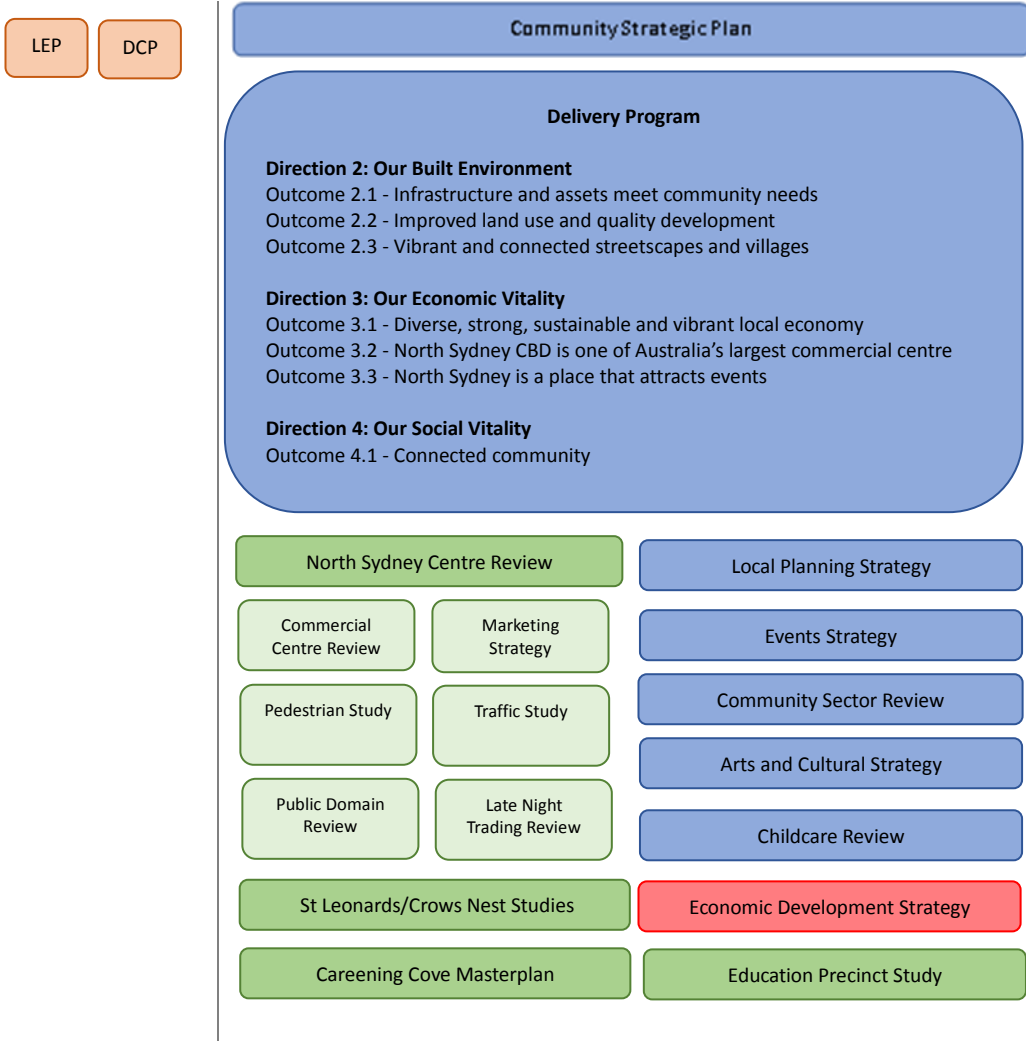 LEP
DCP
Community Strategic Plan
Delivery Program
Direction 2: Our Built Environment
Outcome 2.1 - Infrastructure and assets meet community needs
Outcome 2.2 - Improved land use and quality development
Outcome 2.3 - Vibrant and connected streetscapes and villages
Direction 3: Our Economic Vitality
Outcome 3.1 - Diverse, strong, sustainable and vibrant local economy
Outcome 3.2 - North Sydney CBD is one of Australia’s largest commercial centre
Outcome 3.3 - North Sydney is a place that attracts events
Direction 4: Our Social Vitality
Outcome 4.1 - Connected community
North Sydney Centre Review
Commercial
Centre Review
Marketing
Strategy
Pedestrian Study
Traffic Study
Public Domain
Review
Late Night
Trading Review
Local Planning Strategy
Events Strategy
Community Sector Review
Arts and Cultural Strategy
Childcare Review
St Leonards/Crows Nest Studies
Economic Development Strategy
Careening Cove Masterplan
Education Precinct Study